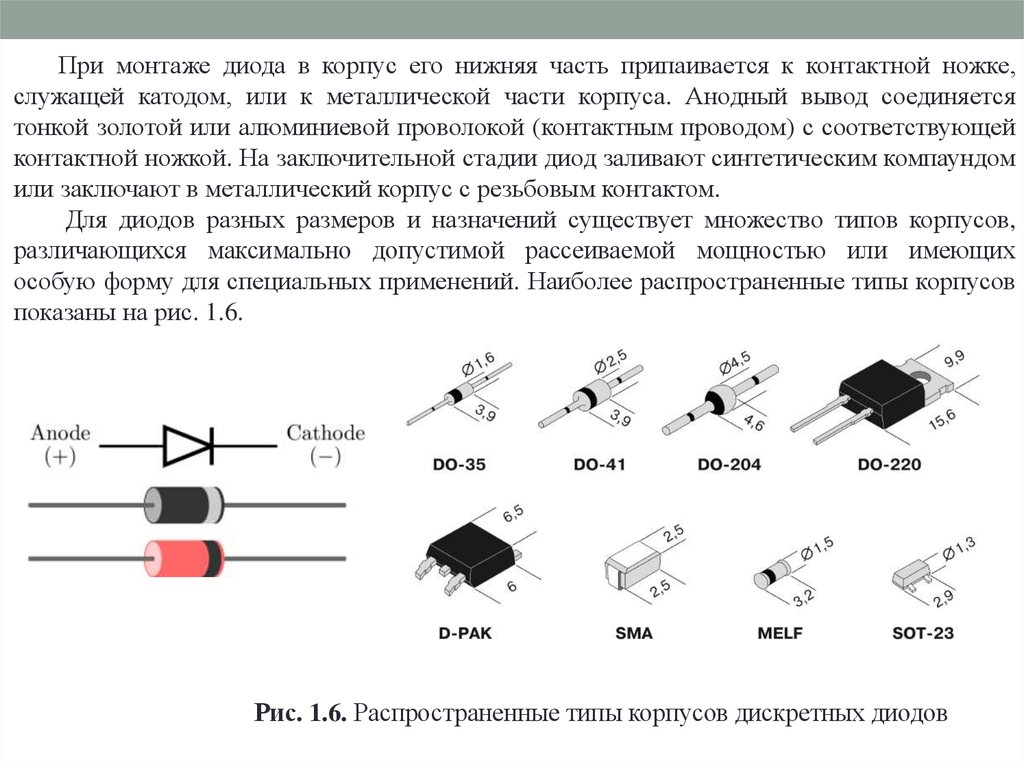 При монтаже диода в корпус его нижняя часть припаивается к контактной ножке,
служащей катодом, или к металлической части корпуса. Анодный вывод соединяется
тонкой золотой или алюминиевой проволокой (контактным проводом) с соответствующей
контактной ножкой. На заключительной стадии диод заливают синтетическим компаундом
или заключают в металлический корпус с резьбовым контактом.
Для диодов разных размеров и назначений существует множество типов корпусов,
различающихся максимально допустимой рассеиваемой мощностью или имеющих
особую форму для специальных применений. Наиболее распространенные типы корпусов
показаны на рис. 1.6.
Anode
(+)
Cathode
(−)
∅1,6
3,9
DO-35
∅2,5
3,9
DO-41
∅4,5
4,6
DO-204
9,9
15,6
DO-220
6,5
6
D-PAK
2,5
2,5
SMA
∅1,5
3,2
MELF
∅1,3
2,9
SOT-23
Рис. 1.6. Распространенные типы корпусов дискретных диодов